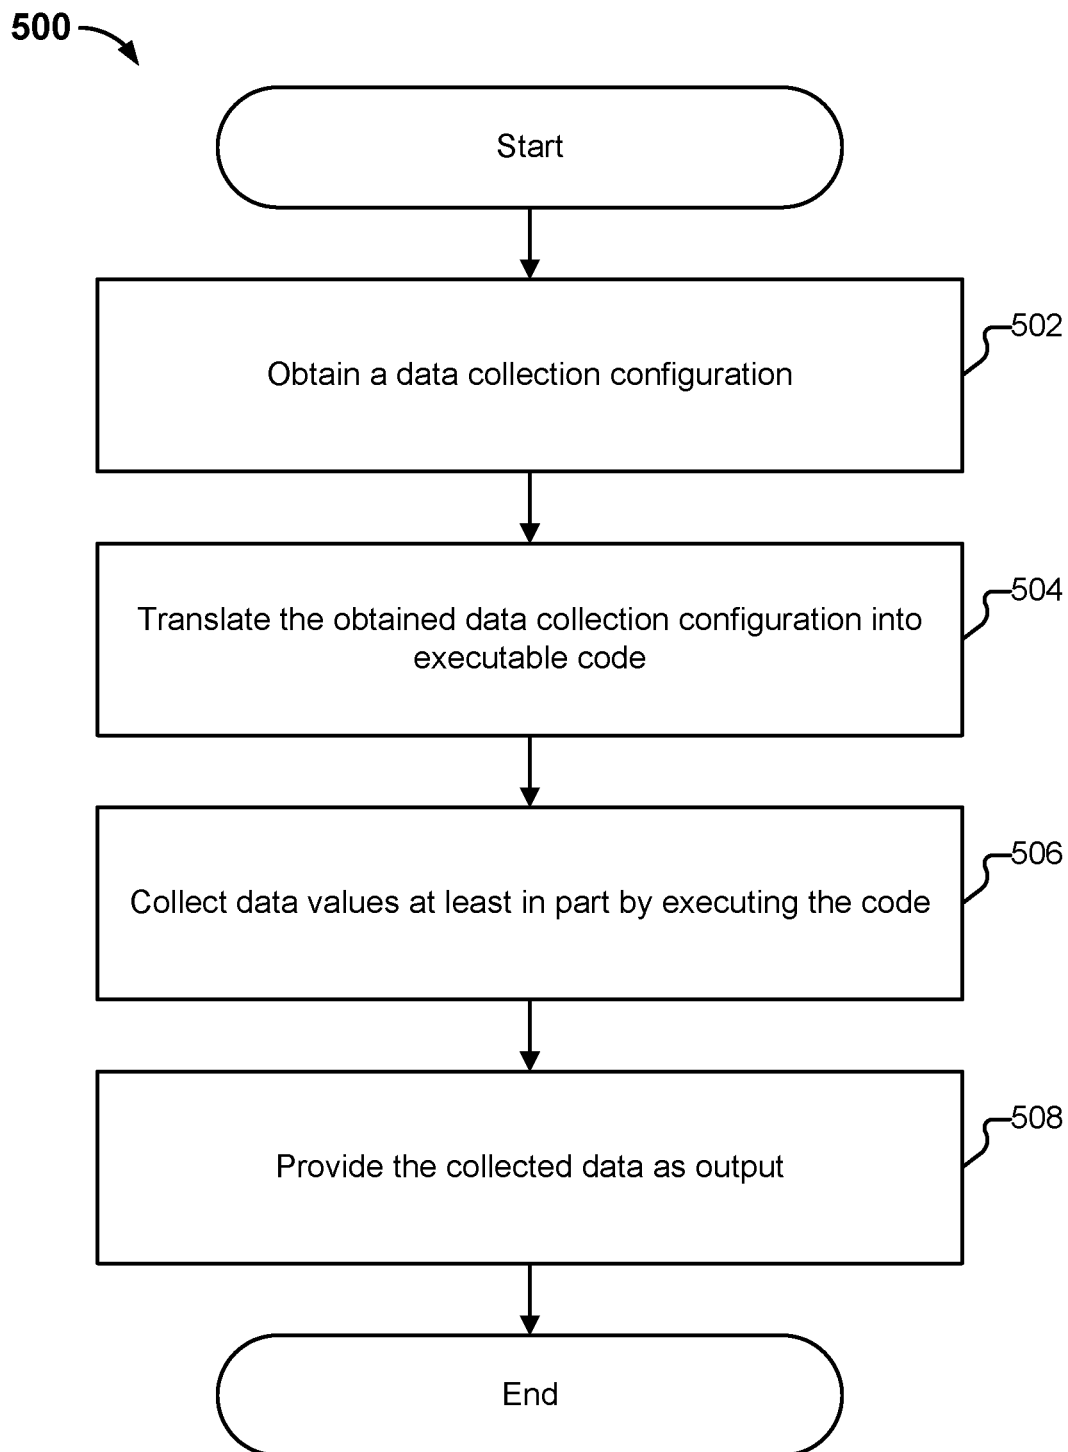 500
Start
Obtain a data collection configuration
502
Translate the obtained data collection configuration into
executable code
504
Collect data values at least in part by executing the code
506
Provide the collected data as output
508
End